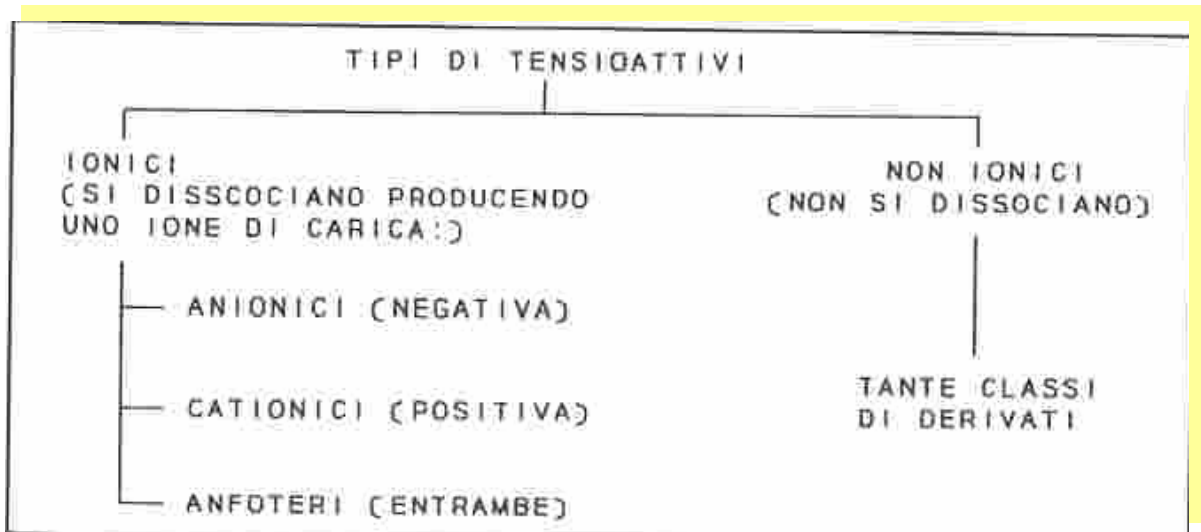 TIPI DI TENSIOATTIVI
IONICI
(SI DISSCOCIANO PRODUCENDO
UNO IONE DI CARICA:)
ANIONICI (NEGATIVA)
CATIONICI (POSITIVA)
ANFOTERI (ENTRAMBE)
NON IONICI
(NON SI DISSOCIANO)
TANTE CLASSI
DI DERIVATI